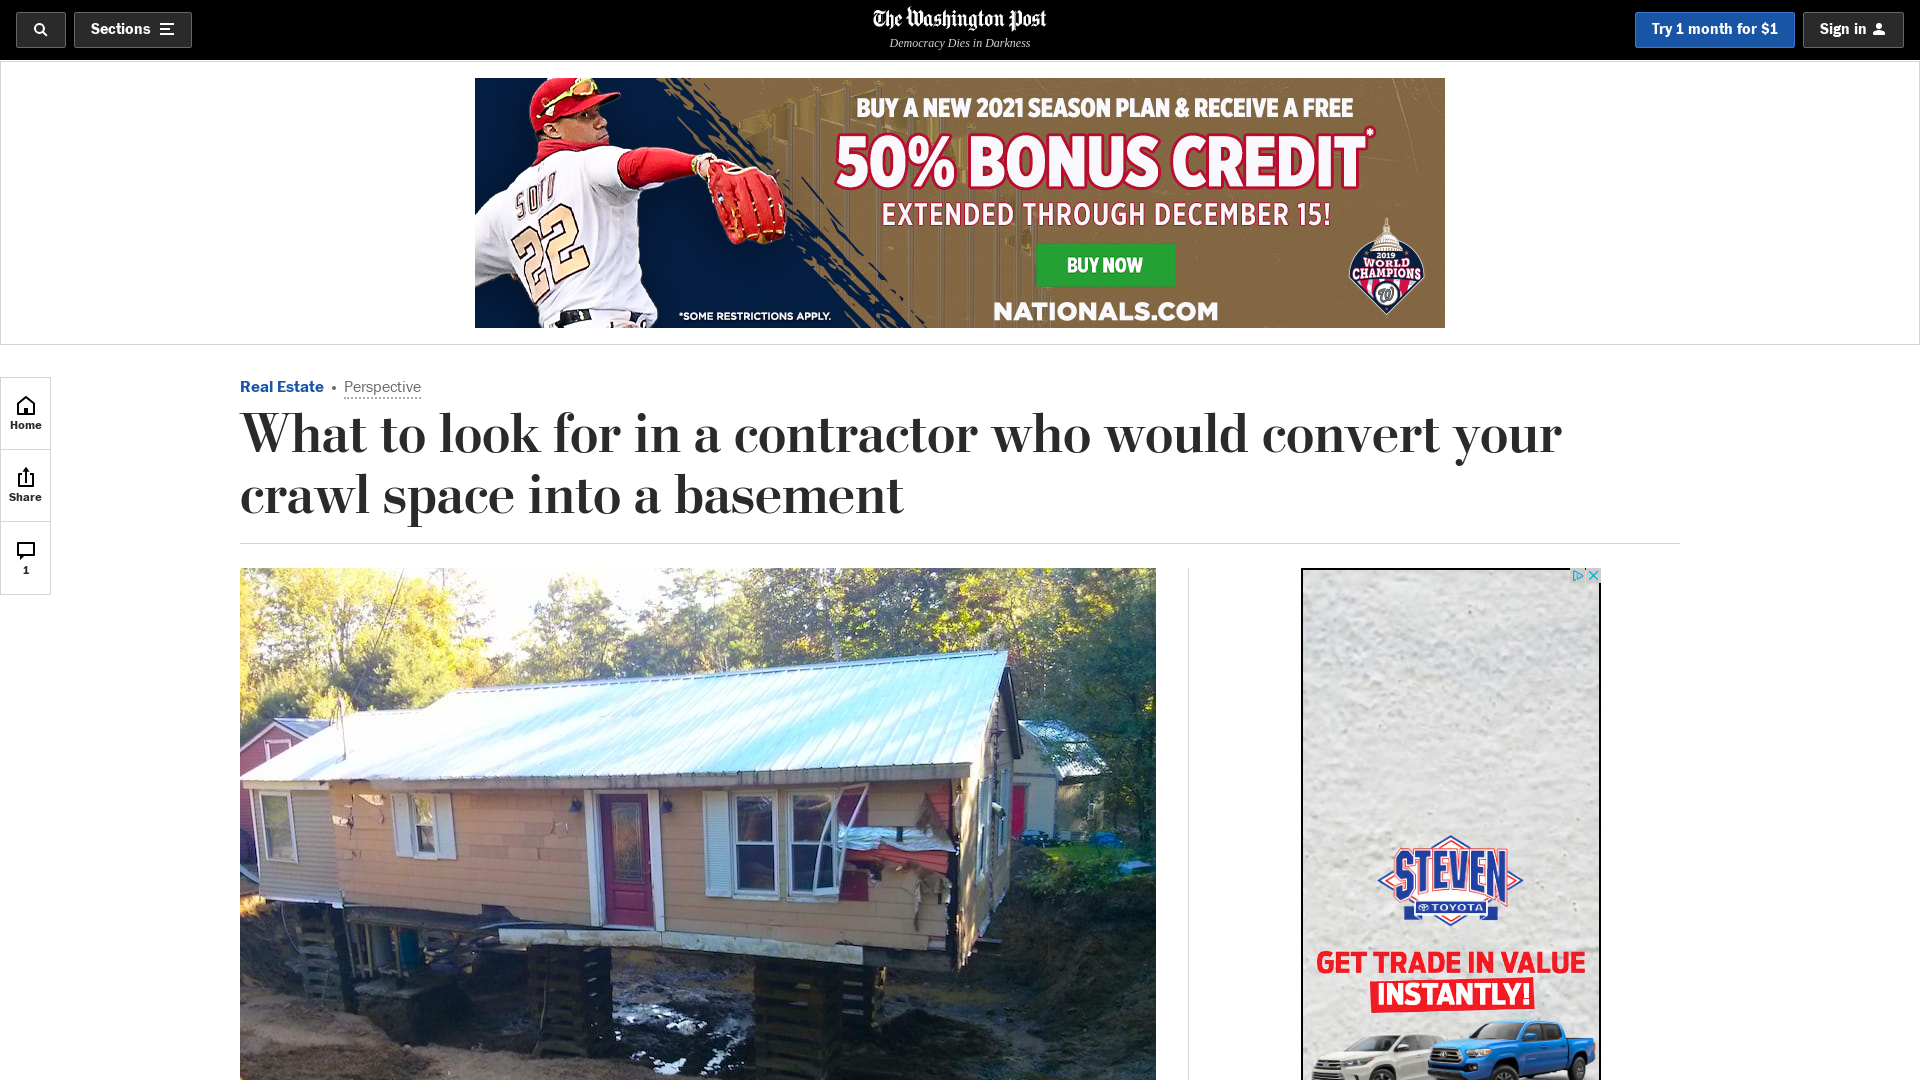 Sections
The Washington Post
Democracy Dies in Darkness
Try 1 month for $1
Sign in
BUY A NEW 2021 SEASON PLAN & RECEIVE A FREE
50% BONUS CREDIT*
EXTENDED THROUGH DECEMBER 15!
BUY NOW
NATIONALS.COM
*SOME RESTRICTIONS APPLY.
SOTO
22
2019
WORLD
CHAMPIONS
W
Home
Share
1
Real Estate • Perspective
What to look for in a contractor who would convert your
crawl space into a basement
STEVEN
TOYOTA
GET TRADE IN VALUE
INSTANTLY!